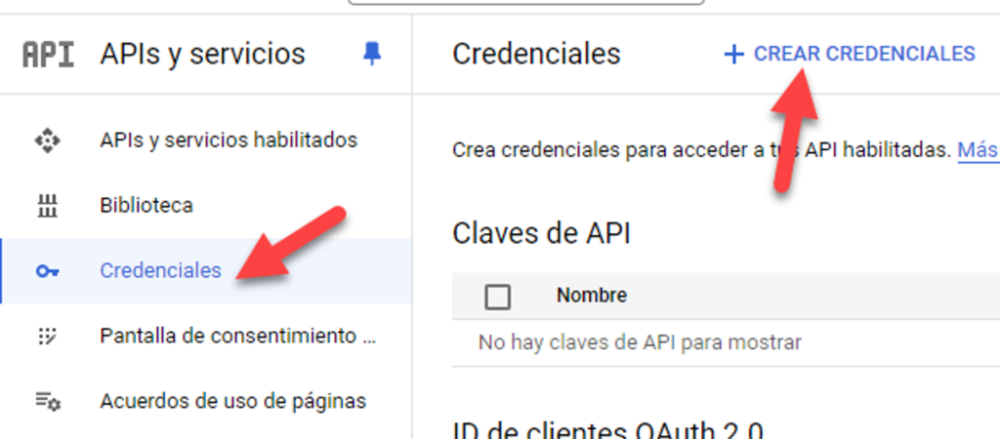 API APIs y servicios
APIs y servicios habilitados
Biblioteca
Credenciales
Pantalla de consentimiento ...
Acuerdos de uso de páginas
Credenciales
+ CREAR CREDENCIALES
Crea credenciales para acceder a tus API habilitadas. Más
Claves de API
Nombre
No hay claves de API para mostrar
ID de clientes OAuth 2.0